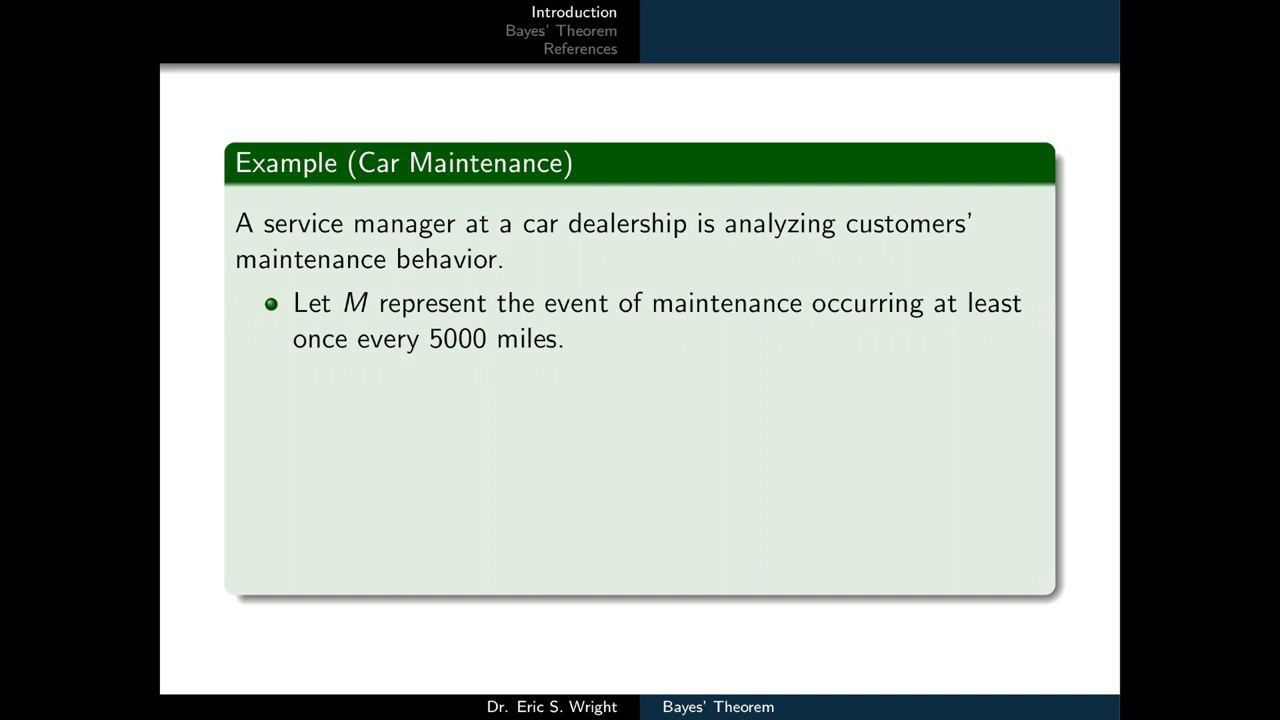 Introduction
Bayes' Theorem
References
Example (Car Maintenance)
A service manager at a car dealership is analyzing customers'
maintenance behavior.
Let M represent the event of maintenance occurring at least
once every 5000 miles.
Dr. Eric S. Wright
Bayes' Theorem